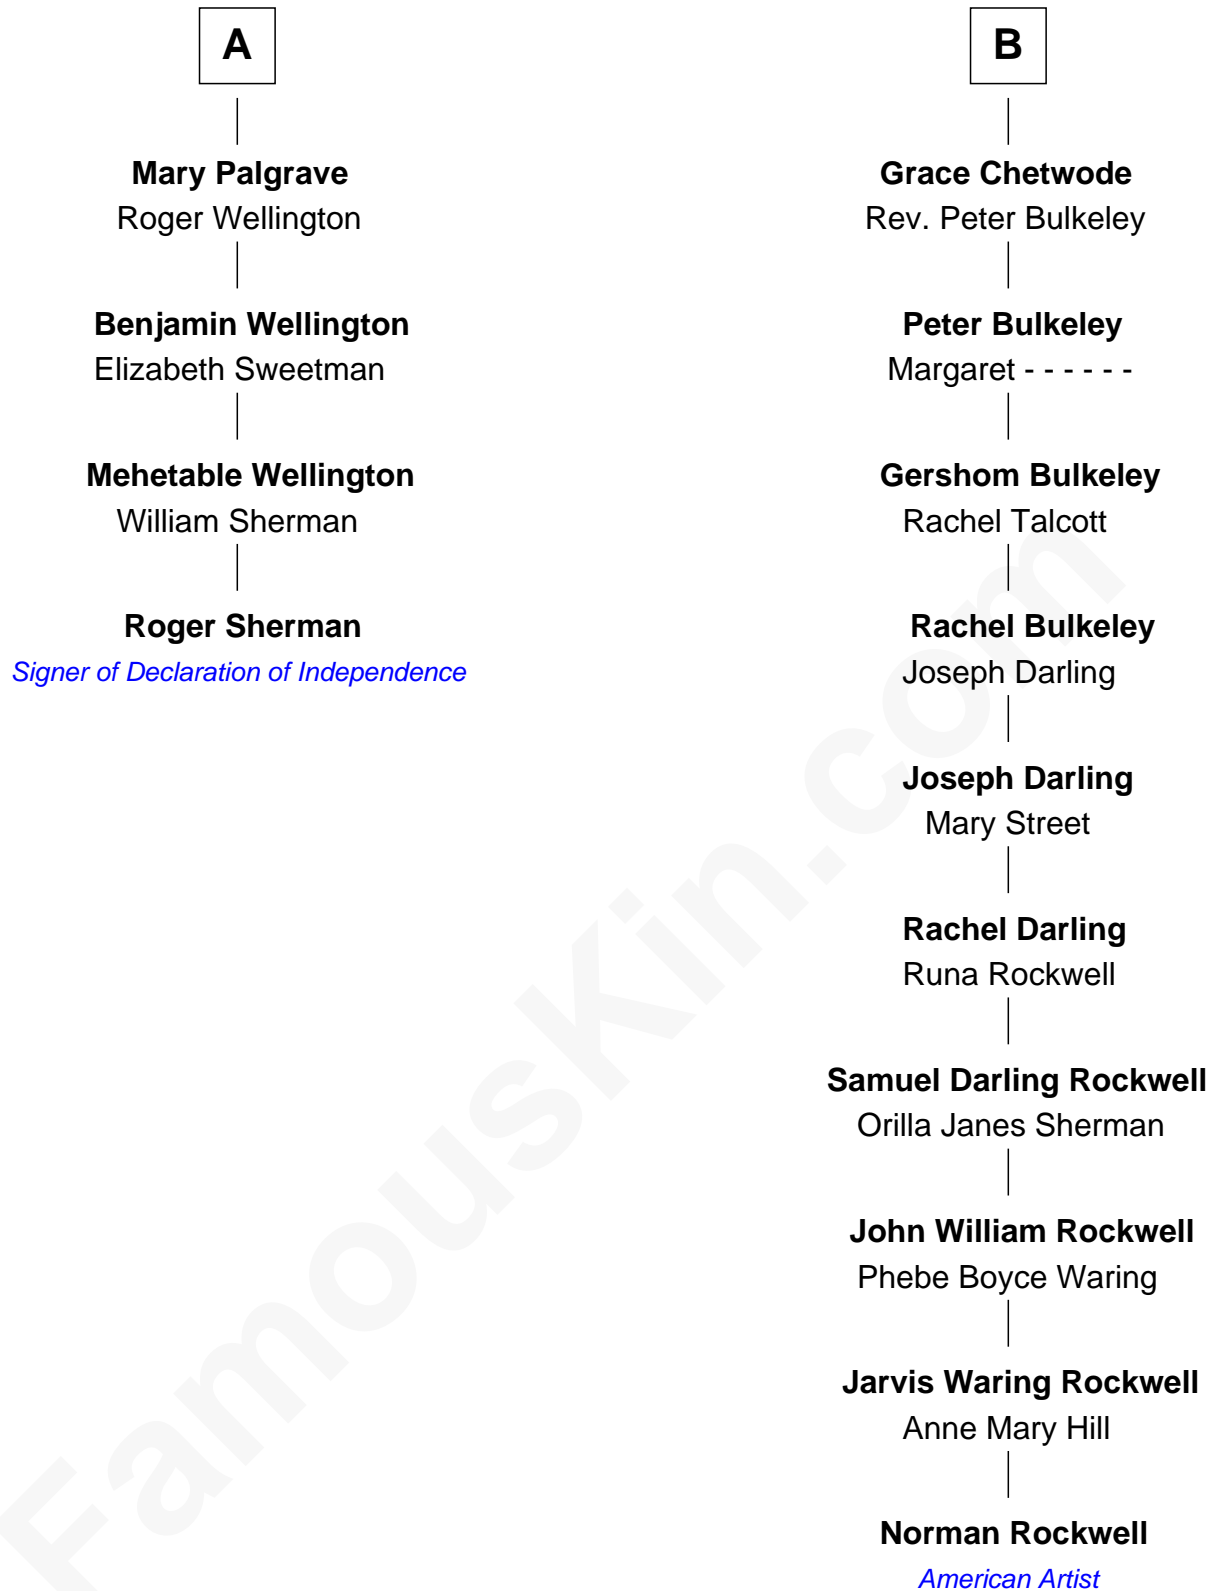 A
Mary Palgrave
Roger Wellington
Benjamin Wellington
Elizabeth Sweetman
Mehetable Wellington
William Sherman
Roger Sherman
Signer of Declaration of Independence
B
Grace Chetwode
Rev. Peter Bulkeley
Peter Bulkeley
Margaret - - - - - -
Gershom Bulkeley
Rachel Talcott
Rachel Bulkeley
Joseph Darling
Joseph Darling
Mary Street
Rachel Darling
Runa Rockwell
Samuel Darling Rockwell
Orilla Janes Sherman
John William Rockwell
Phebe Boyce Waring
Jarvis Waring Rockwell
Anne Mary Hill
Norman Rockwell
American Artist
FamousKin.com